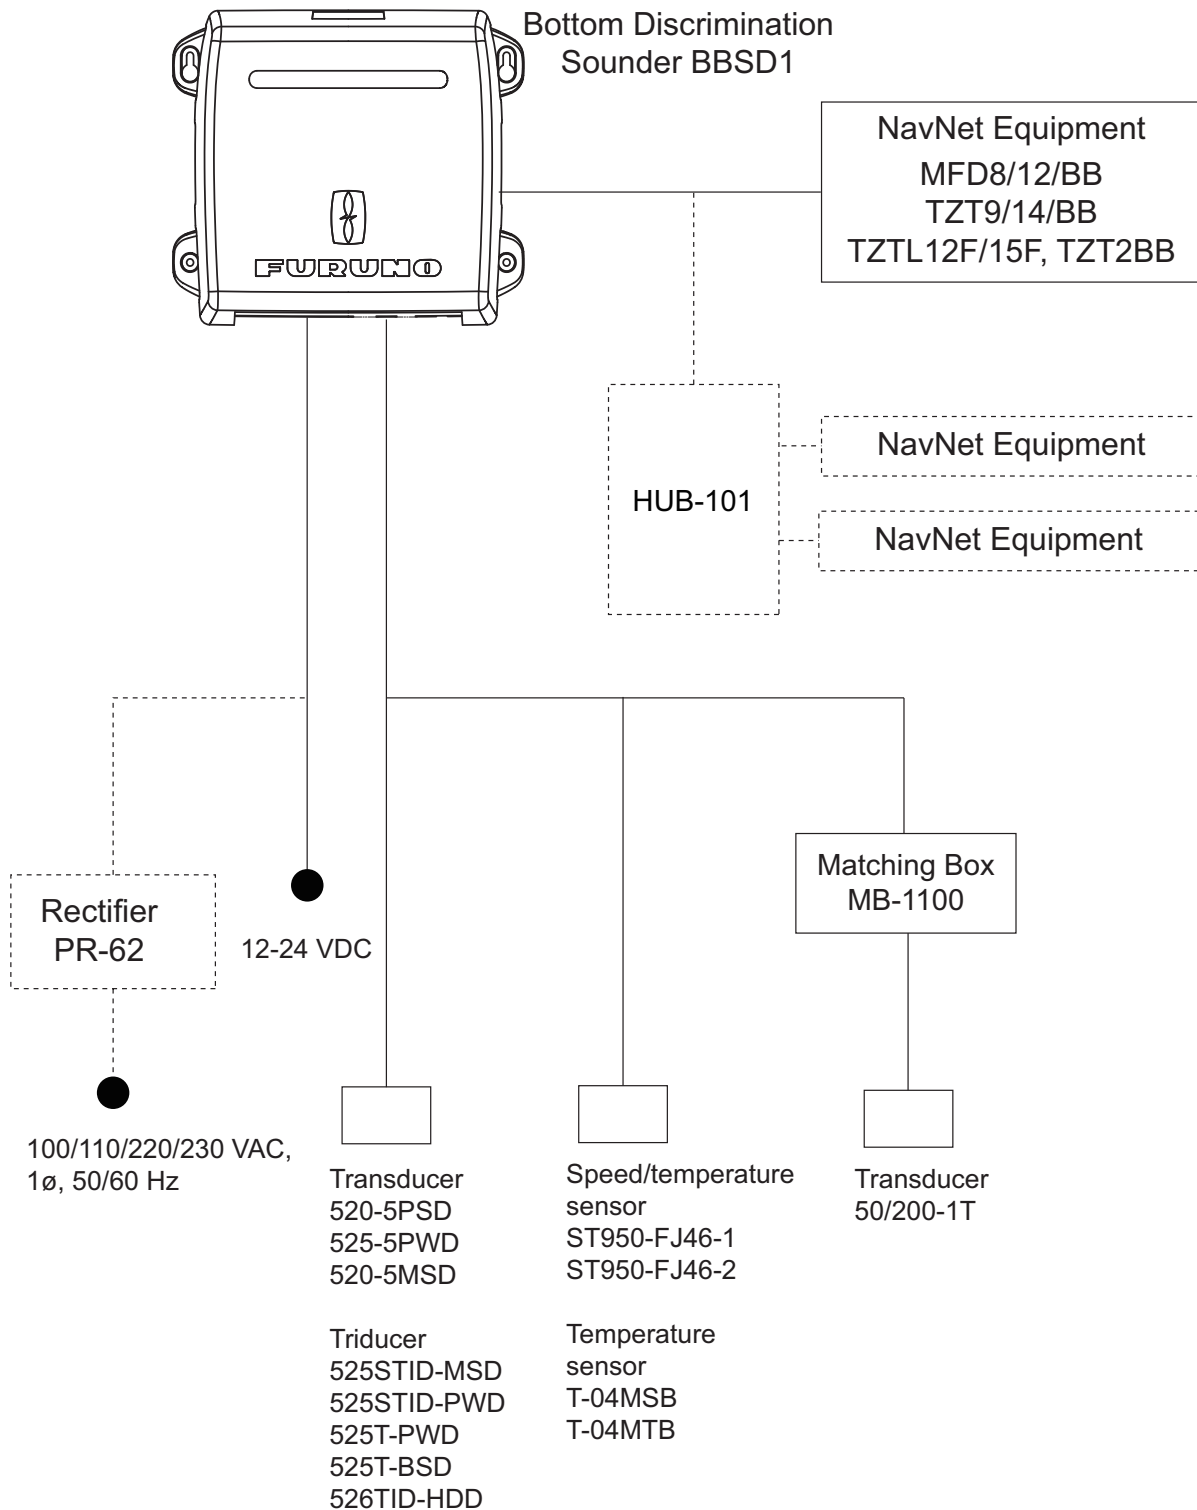 Bottom Discrimination
Sounder BBSD1
FURUNO
NavNet Equipment
MFD8/12/BB
TZT9/14/BB
TZTL12F/15F, TZT2BB
HUB-101
NavNet Equipment
NavNet Equipment
Rectifier
PR-62
12-24 VDC
Matching Box
MB-1100
100/110/220/230 VAC,
1ø, 50/60 Hz
Transducer
520-5PSD
525-5PWD
520-5MSD
Triducer
525STID-MSD
525STID-PWD
525T-PWD
525T-BSD
526TID-HDD
Speed/temperature
sensor
ST950-FJ46-1
ST950-FJ46-2
Temperature
sensor
T-04MSB
T-04MTB
Transducer
50/200-1T